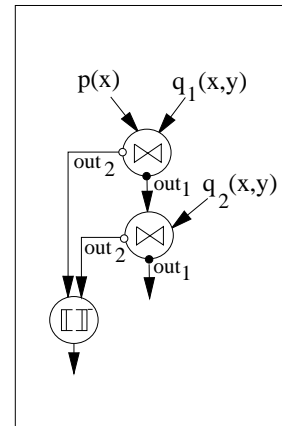 p(x) q₁(x,y)
⋈
out₂ out₁
q₂(x,y)
⋈
out₂ out₁